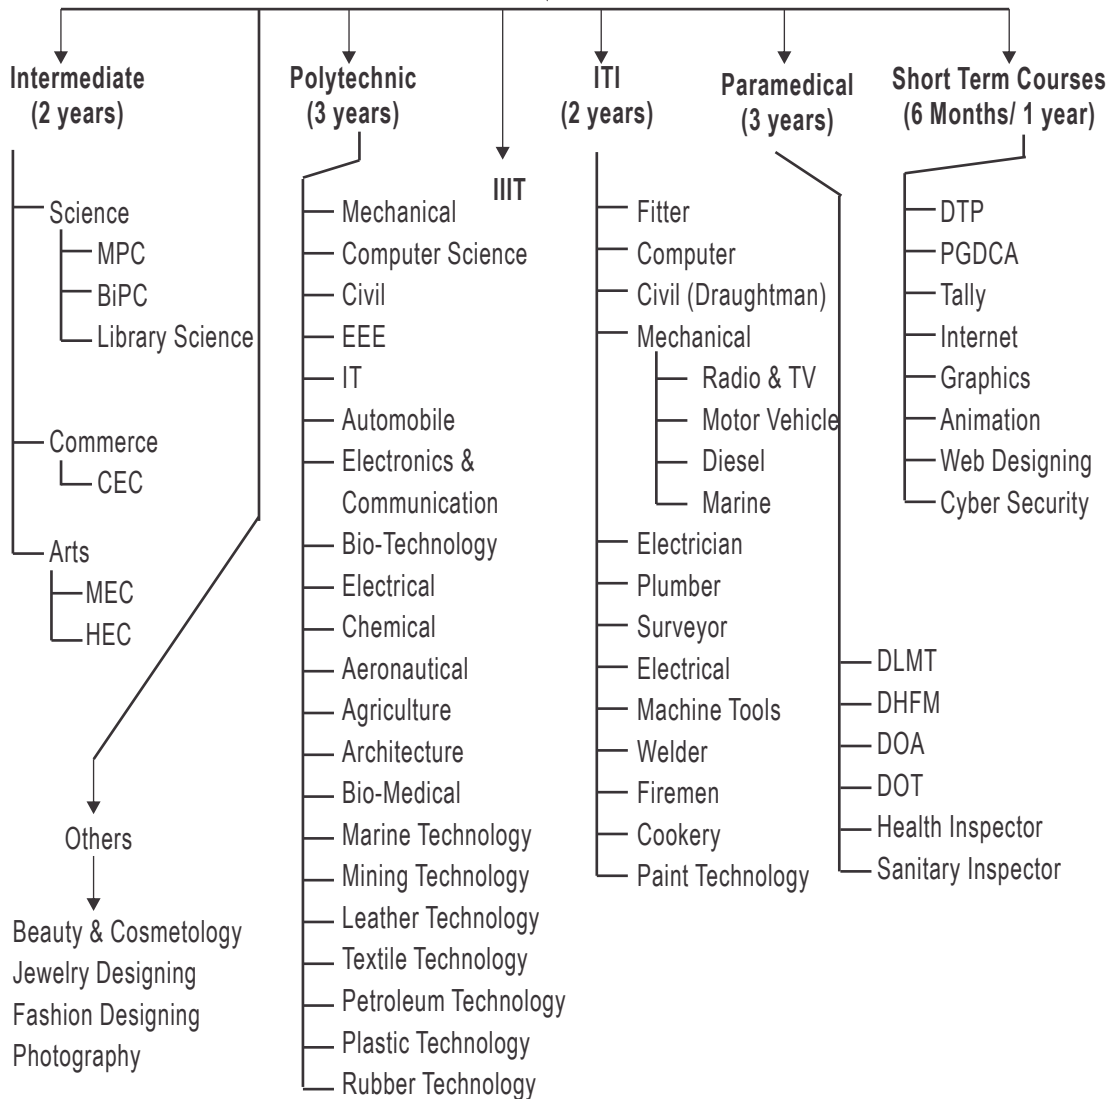 Intermediate
(2 years)
Science
MPC
BiPC
Library Science
Commerce
CEC
Arts
MEC
HEC
Others
Beauty & Cosmetology
Jewelry Designing
Fashion Designing
Photography
Polytechnic
(3 years)
Mechanical
Computer Science
Civil
EEE
IT
Automobile
Electronics &
Communication
Bio-Technology
Electrical
Chemical
Aeronautical
Agriculture
Architecture
Bio-Medical
Marine Technology
Mining Technology
Leather Technology
Textile Technology
Petroleum Technology
Plastic Technology
Rubber Technology
IIIT
ITI
(2 years)
Fitter
Computer
Civil (Draughtman)
Mechanical
Radio & TV
Motor Vehicle
Diesel
Marine
Electrician
Plumber
Surveyor
Electrical
Machine Tools
Welder
Firemen
Cookery
Paint Technology
Paramedical
(3 years)
DLMT
DHFM
DOA
DOT
Health Inspector
Sanitary Inspector
Short Term Courses
(6 Months/ 1 year)
DTP
PGDCA
Tally
Internet
Graphics
Animation
Web Designing
Cyber Security